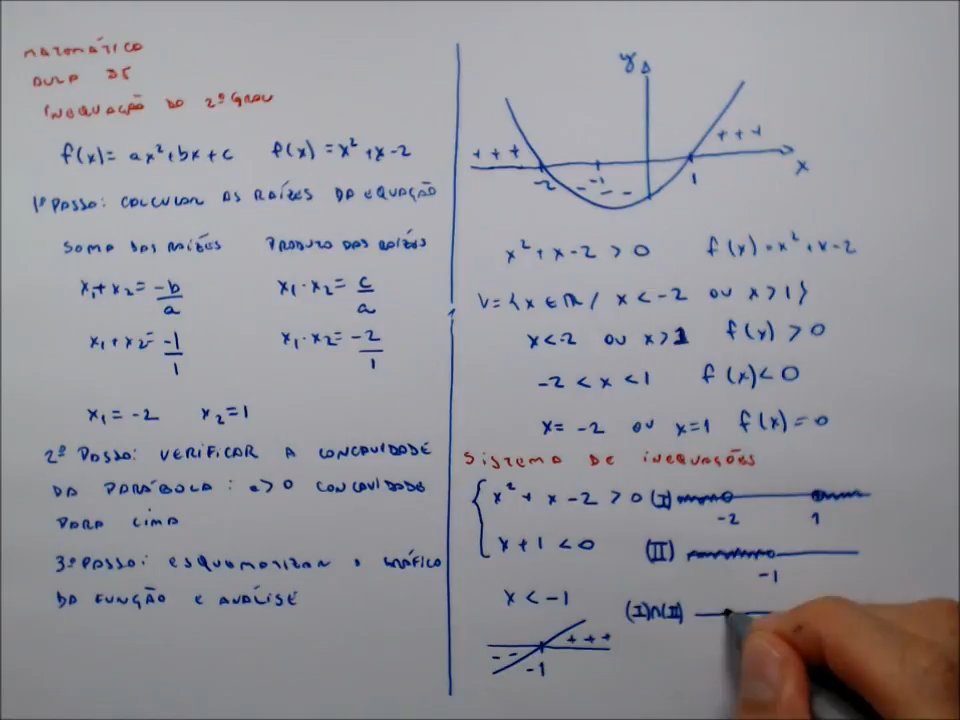 MATEMÁTICO
AULA 25
INEQUAÇÃO DO 2º GRAU
f(x) = ax²+bx+c f(x) = x²+x-2
1º PASSO: CALCULAR AS RAÍZES DA EQUAÇÃO
SOMA DAS RAÍZES PRODUTO DAS RAÍZES
x₁+x₂ = -b/a x₁·x₂ = c/a
x₁+x₂ = -1/1 x₁·x₂ = -2/1
x₁ = -2 x₂ = 1
2º PASSO: VERIFICAR A CONCAVIDADE
DA PARÁBOLA: a>0 CONCAVIDADE
PARA CIMA
3º PASSO: ESQUEMATIZAR O GRÁFICO
DA FUNÇÃO E ANÁLISE
y
+ + + + + +
-2 - -1 - - 1 x
x²+x-2 > 0 f(x) = x²+x-2
V = {x ∈ ℝ / x < -2 ou x > 1}
x < -2 ou x > 1 f(x) > 0
-2 < x < 1 f(x) < 0
x = -2 ou x = 1 f(x) = 0
SISTEMA DE INEQUAÇÕES
{ x² + x - 2 > 0 (I)
-2 1
x + 1 < 0 (II)
-1
x < -1
(I)∩(II)
+ + +
- - -1